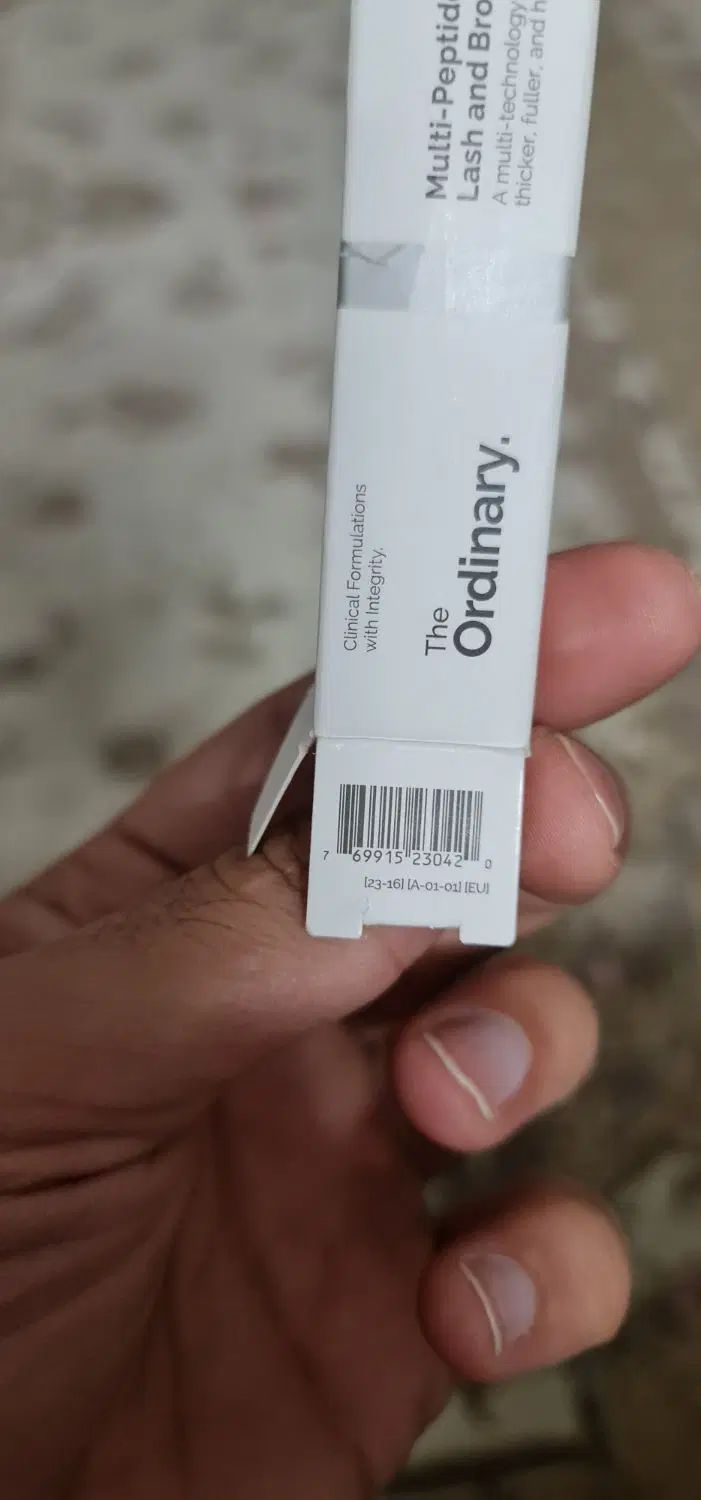 Multi-Peptide
Lash and Bro
A multi-technology
thicker, fuller, and h
Clinical Formulations
with Integrity.
The
Ordinary.
7 69915 23042 0
[23-16] [A-01-01] [EU]